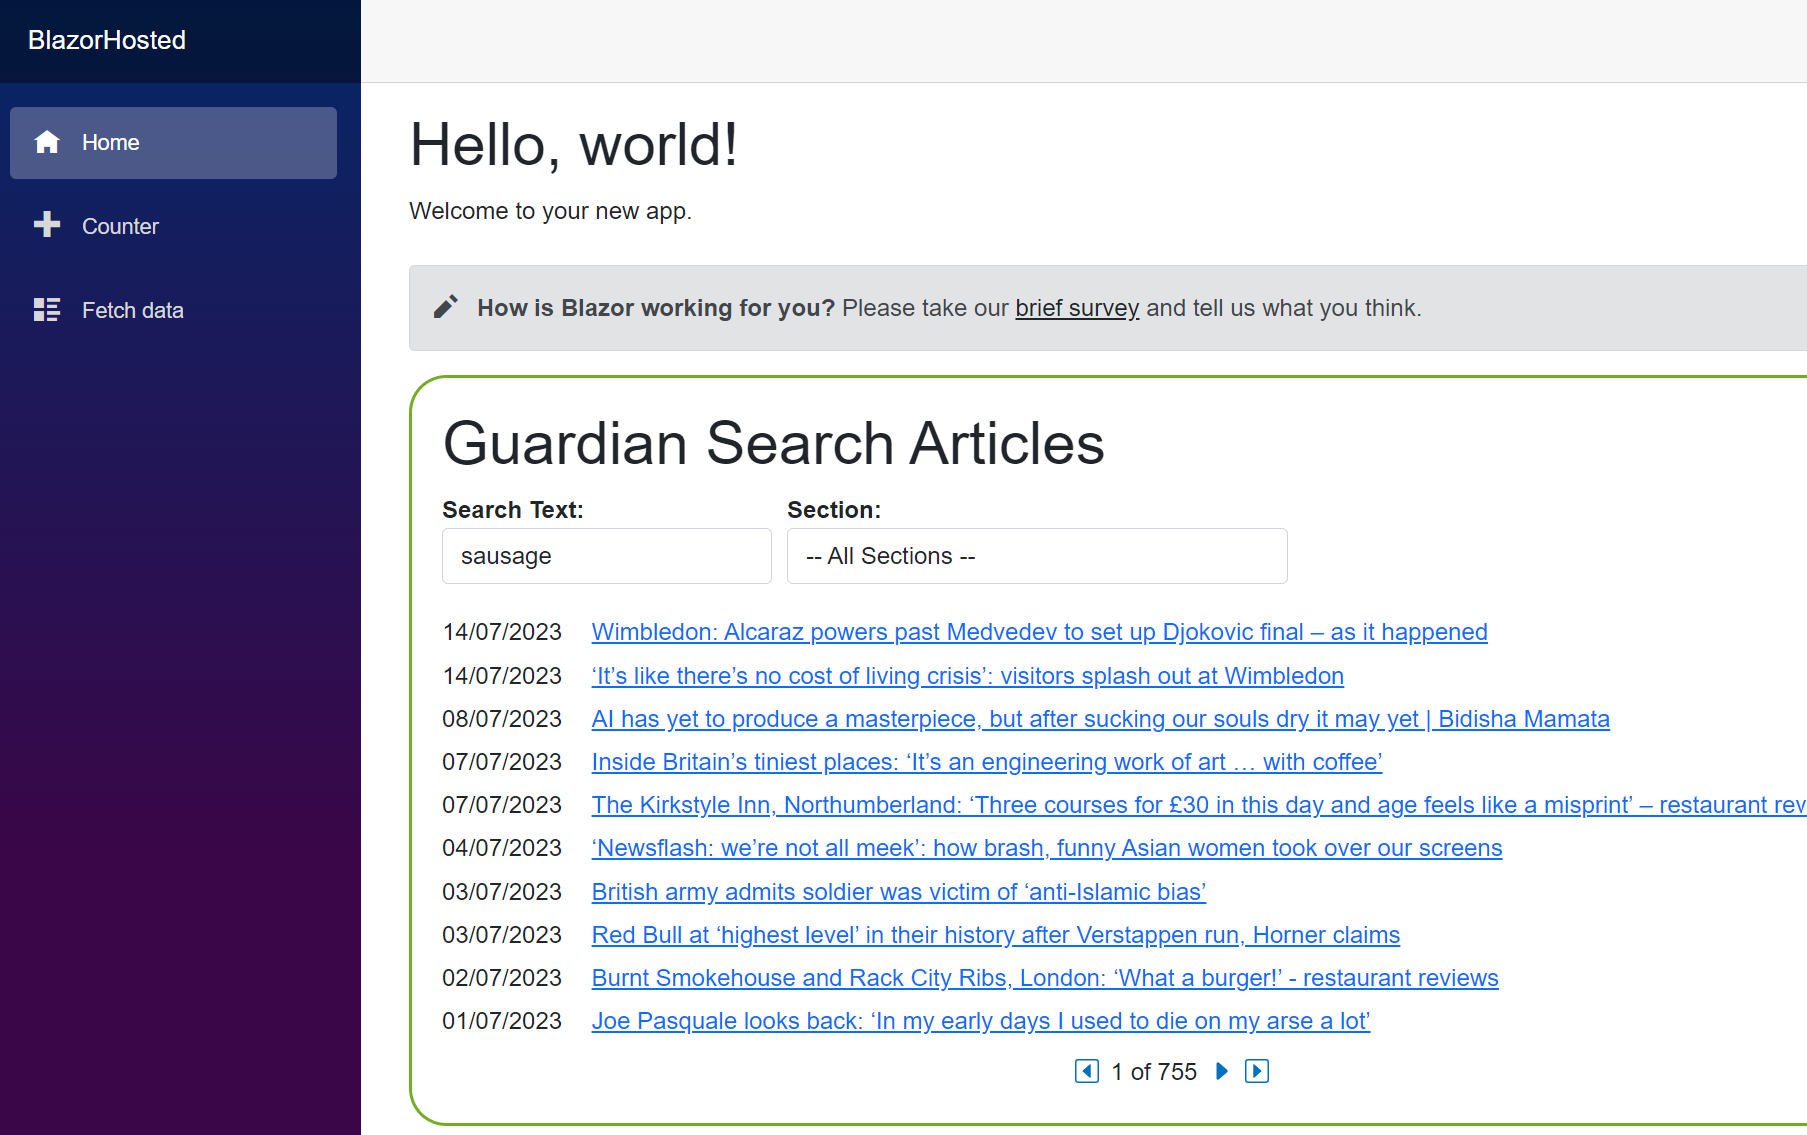 BlazorHosted
Home
Counter
Fetch data
Hello, world!
Welcome to your new app.
How is Blazor working for you? Please take our brief survey and tell us what you think.
Guardian Search Articles
Search Text: Section:
sausage -- All Sections --
14/07/2023 Wimbledon: Alcaraz powers past Medvedev to set up Djokovic final – as it happened
14/07/2023 ‘It’s like there’s no cost of living crisis’: visitors splash out at Wimbledon
08/07/2023 AI has yet to produce a masterpiece, but after sucking our souls dry it may yet | Bidisha Mamata
07/07/2023 Inside Britain’s tiniest places: ‘It’s an engineering work of art … with coffee’
07/07/2023 The Kirkstyle Inn, Northumberland: ‘Three courses for £30 in this day and age feels like a misprint’ – restaurant rev
04/07/2023 ‘Newsflash: we’re not all meek’: how brash, funny Asian women took over our screens
03/07/2023 British army admits soldier was victim of ‘anti-Islamic bias’
03/07/2023 Red Bull at ‘highest level’ in their history after Verstappen run, Horner claims
02/07/2023 Burnt Smokehouse and Rack City Ribs, London: ‘What a burger!’ - restaurant reviews
01/07/2023 Joe Pasquale looks back: ‘In my early days I used to die on my arse a lot’
1 of 755